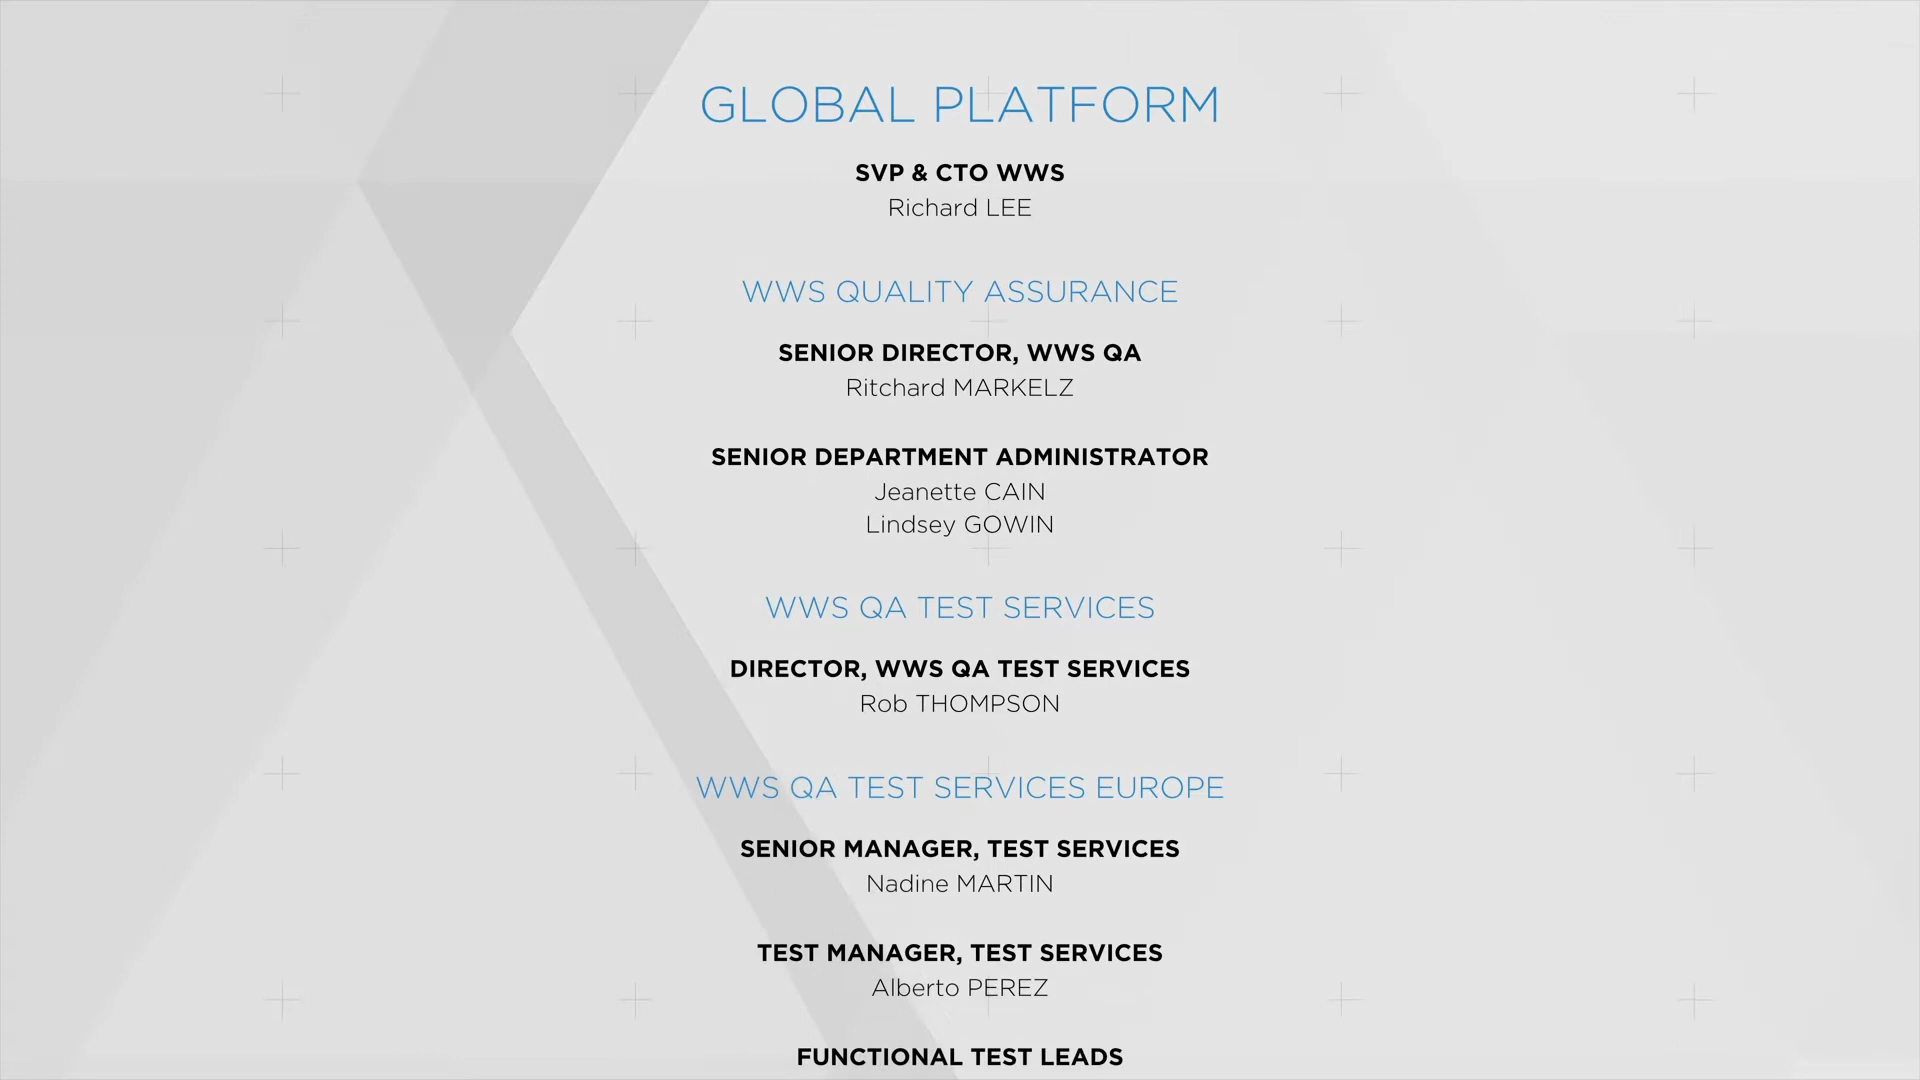 GLOBAL PLATFORM
SVP & CTO WWS
Richard LEE
WWS QUALITY ASSURANCE
SENIOR DIRECTOR, WWS QA
Ritchard MARKELZ
SENIOR DEPARTMENT ADMINISTRATOR
Jeanette CAIN
Lindsey GOWIN
WWS QA TEST SERVICES
DIRECTOR, WWS QA TEST SERVICES
Rob THOMPSON
WWS QA TEST SERVICES EUROPE
SENIOR MANAGER, TEST SERVICES
Nadine MARTIN
TEST MANAGER, TEST SERVICES
Alberto PEREZ
FUNCTIONAL TEST LEADS